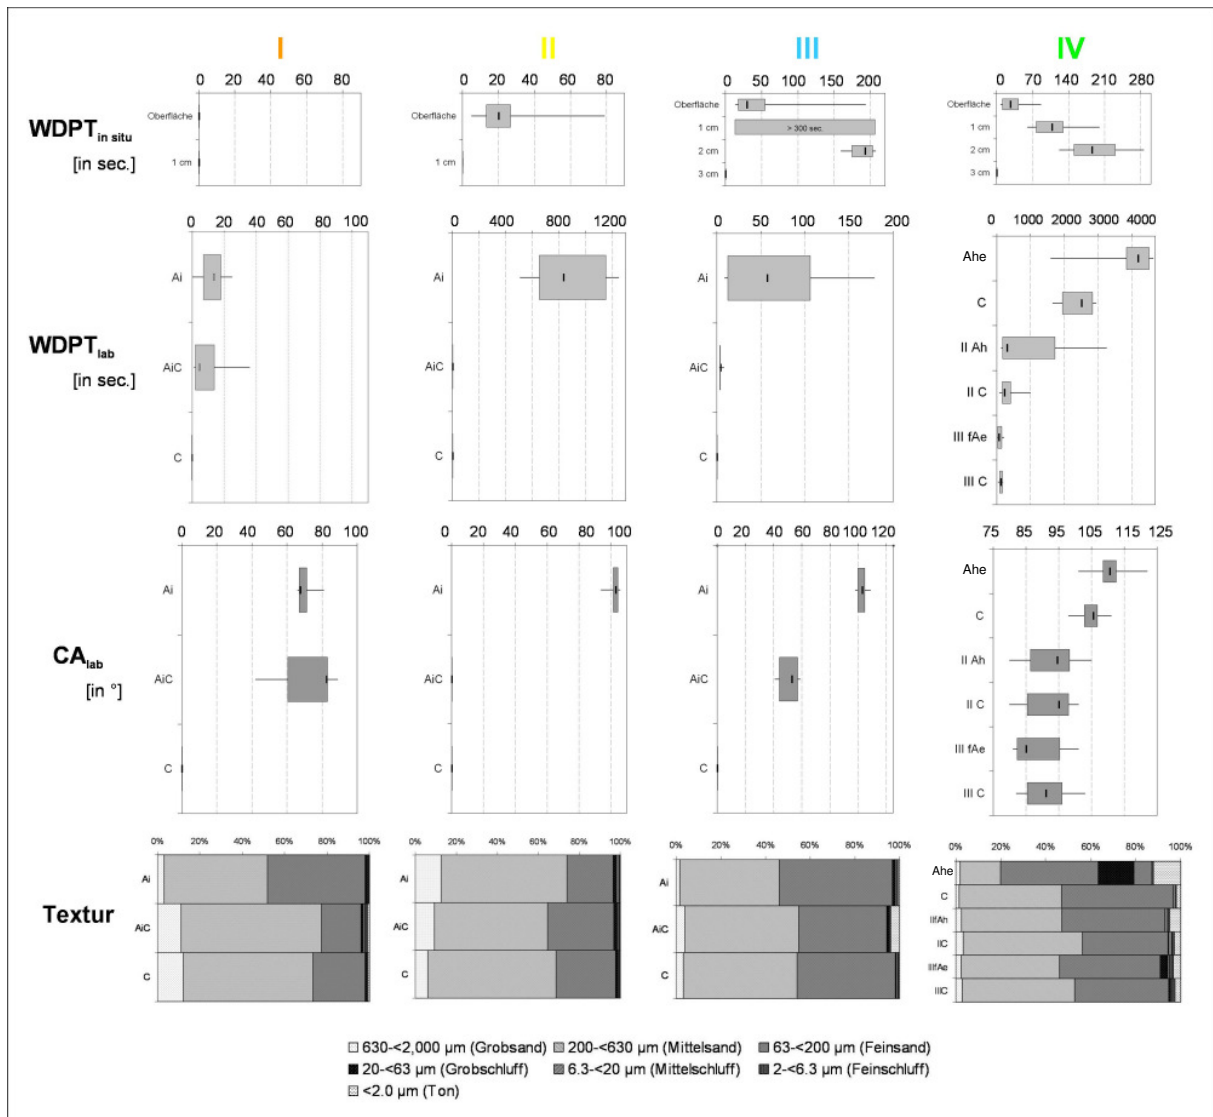 I II III IV
0 20 40 60 80
0 20 40 60 80
0 50 100 150 200
0 70 140 210 280
WDPT in situ
[in sec.]
Oberfläche
1 cm
Oberfläche
1 cm
Oberfläche
1 cm
> 300 sec.
2 cm
3 cm
Oberfläche
1 cm
2 cm
3 cm
0 20 40 60 80 100
0 400 800 1200
0 50 100 150 200
0 1000 2000 3000 4000
WDPT lab
[in sec.]
Ai
AiC
C
Ai
AiC
C
Ai
AiC
C
Ahe
C
II Ah
II C
III fAe
III C
0 20 40 60 80 100
0 20 40 60 80 100
0 20 40 60 80 100 120
75 85 95 105 115 125
CA lab
[in °]
Ai
AiC
C
Ai
AiC
C
Ai
AiC
C
Ahe
C
II Ah
II C
III fAe
III C
0% 20% 40% 60% 80% 100%
0% 20% 40% 60% 80% 100%
0% 20% 40% 60% 80% 100%
0% 20% 40% 60% 80% 100%
Textur
Ai
AiC
C
Ai
AiC
C
Ai
AiC
C
Ahe
C
IIfAh
IIC
IIIfAe
IIIC
630-<2,000 µm (Grobsand) 200-<630 µm (Mittelsand) 63-<200 µm (Feinsand)
20-<63 µm (Grobschluff) 6.3-<20 µm (Mittelschluff) 2-<6.3 µm (Feinschluff)
<2.0 µm (Ton)